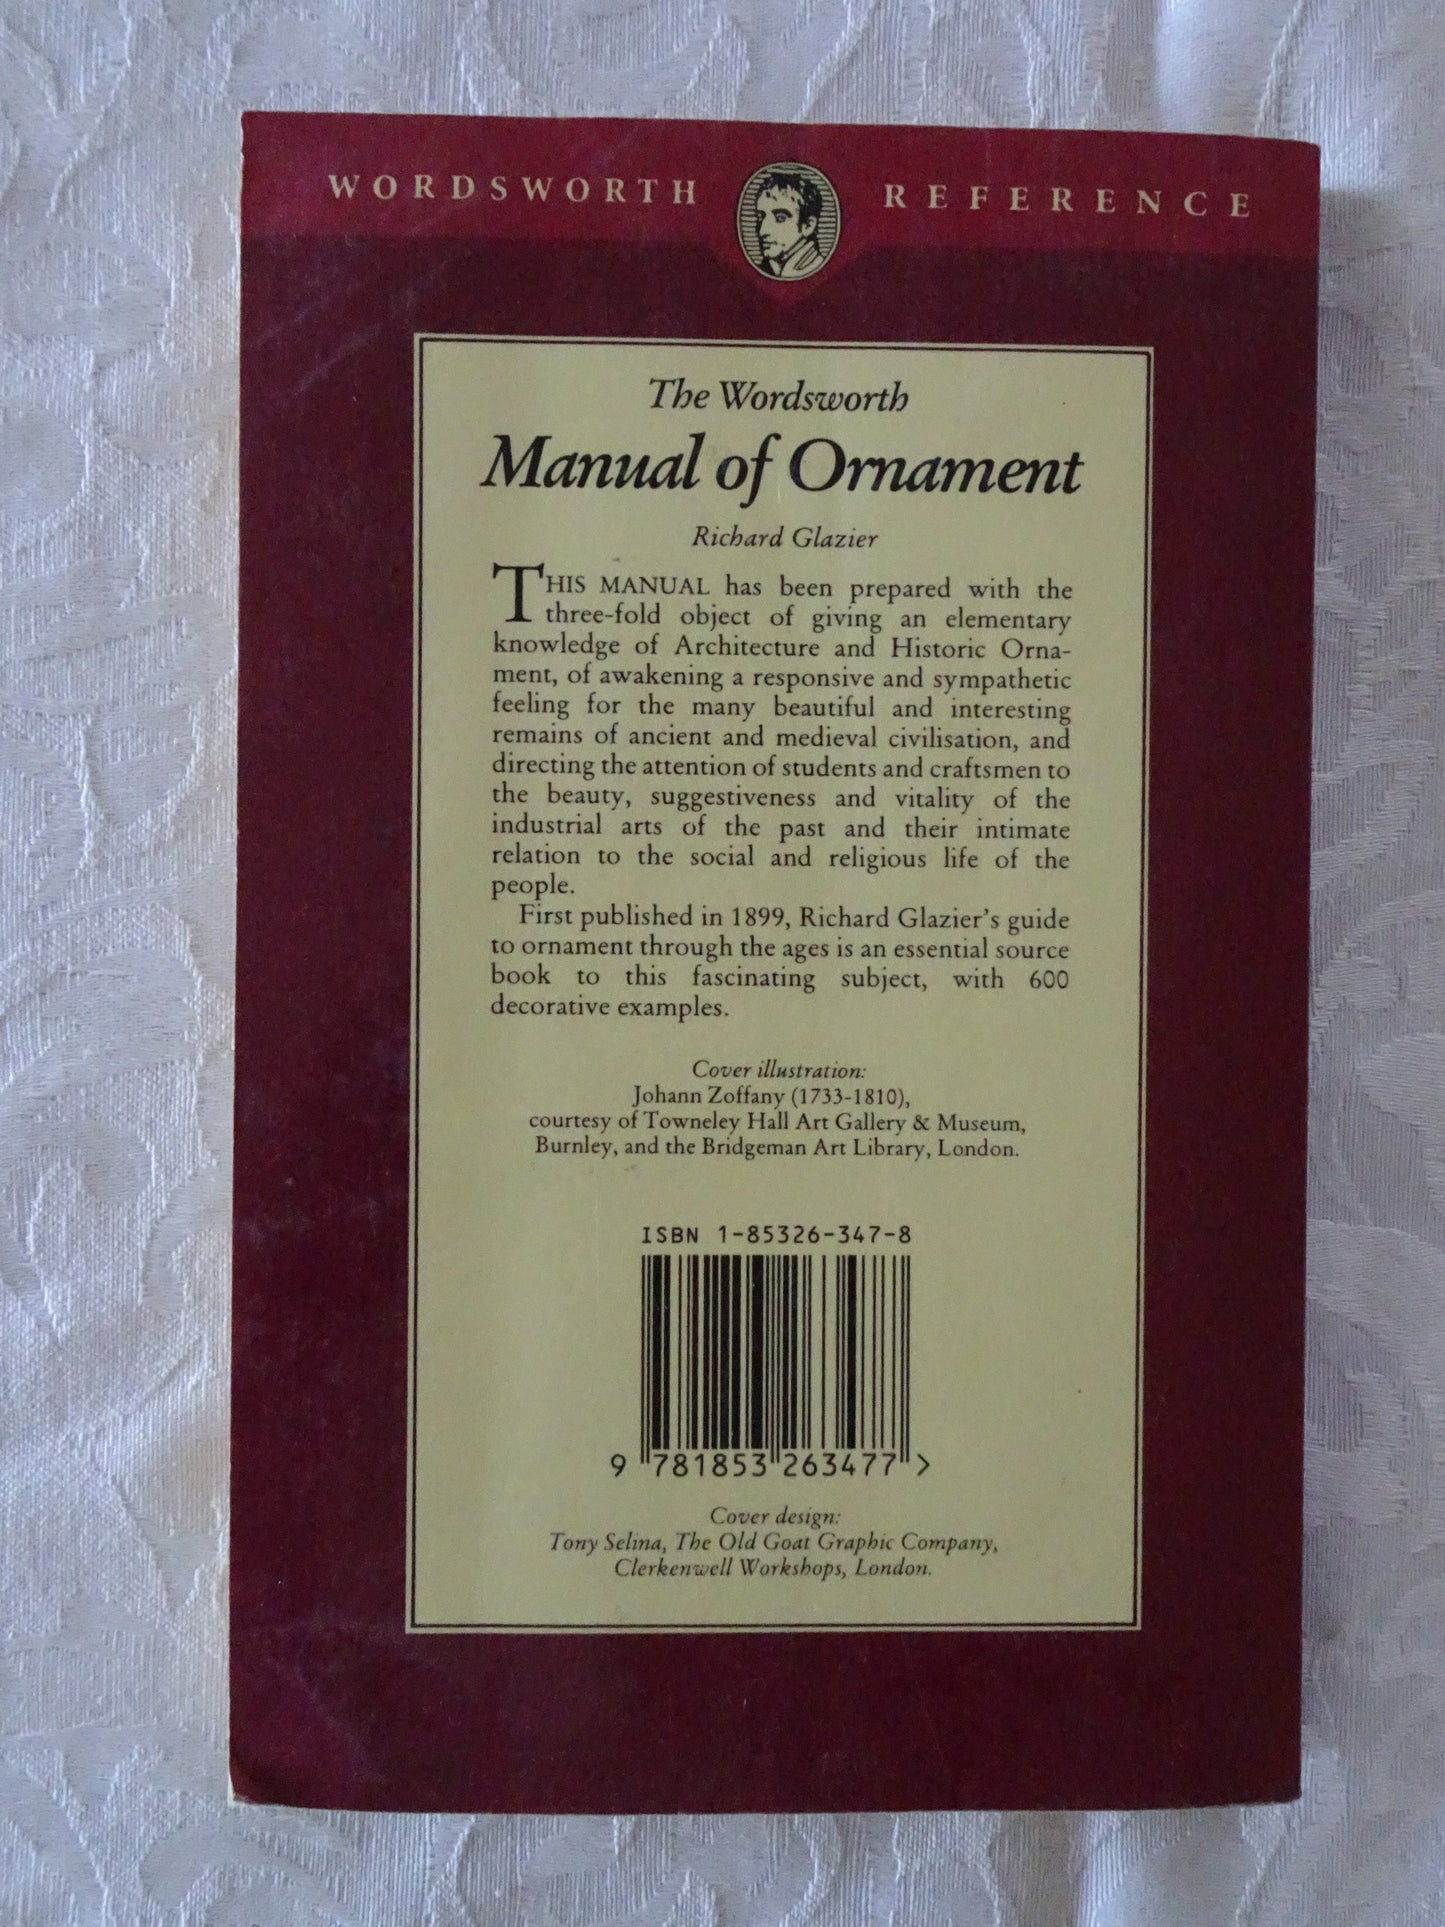 WORDSWORTH REFERENCE
The Wordsworth
Manual of Ornament
Richard Glazier
THIS MANUAL has been prepared with the
three-fold object of giving an elementary
knowledge of Architecture and Historic Orna-
ment, of awakening a responsive and sympathetic
feeling for the many beautiful and interesting
remains of ancient and medieval civilisation, and
directing the attention of students and craftsmen to
the beauty, suggestiveness and vitality of the
industrial arts of the past and their intimate
relation to the social and religious life of the
people.
First published in 1899, Richard Glazier's guide
to ornament through the ages is an essential source
book to this fascinating subject, with 600
decorative examples.
Cover illustration:
Johann Zoffany (1733-1810),
courtesy of Towneley Hall Art Gallery & Museum,
Burnley, and the Bridgeman Art Library, London.
ISBN 1-85326-347-8
9 781853 263477 >
Cover design:
Tony Selina, The Old Goat Graphic Company,
Clerkenwell Workshops, London.